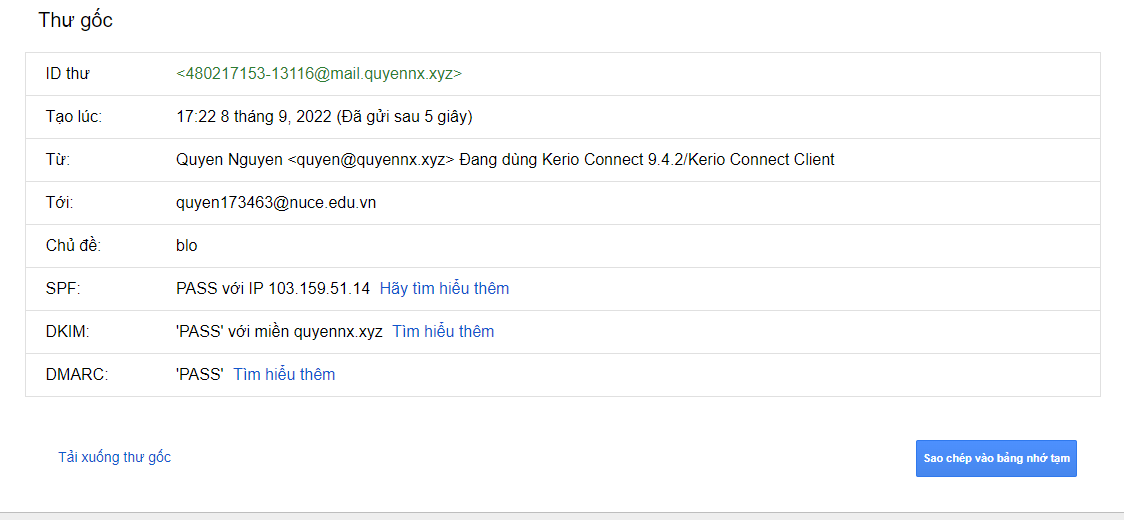 Thư gốc
ID thư <480217153-13116@mail.quyennx.xyz>
Tạo lúc: 17:22 8 tháng 9, 2022 (Đã gửi sau 5 giây)
Từ: Quyen Nguyen <quyen@quyennx.xyz> Đang dùng Kerio Connect 9.4.2/Kerio Connect Client
Tới: quyen173463@nuce.edu.vn
Chủ đề: blo
SPF: PASS với IP 103.159.51.14 Hãy tìm hiểu thêm
DKIM: 'PASS' với miền quyennx.xyz Tìm hiểu thêm
DMARC: 'PASS' Tìm hiểu thêm
Tải xuống thư gốc Sao chép vào bảng nhớ tạm